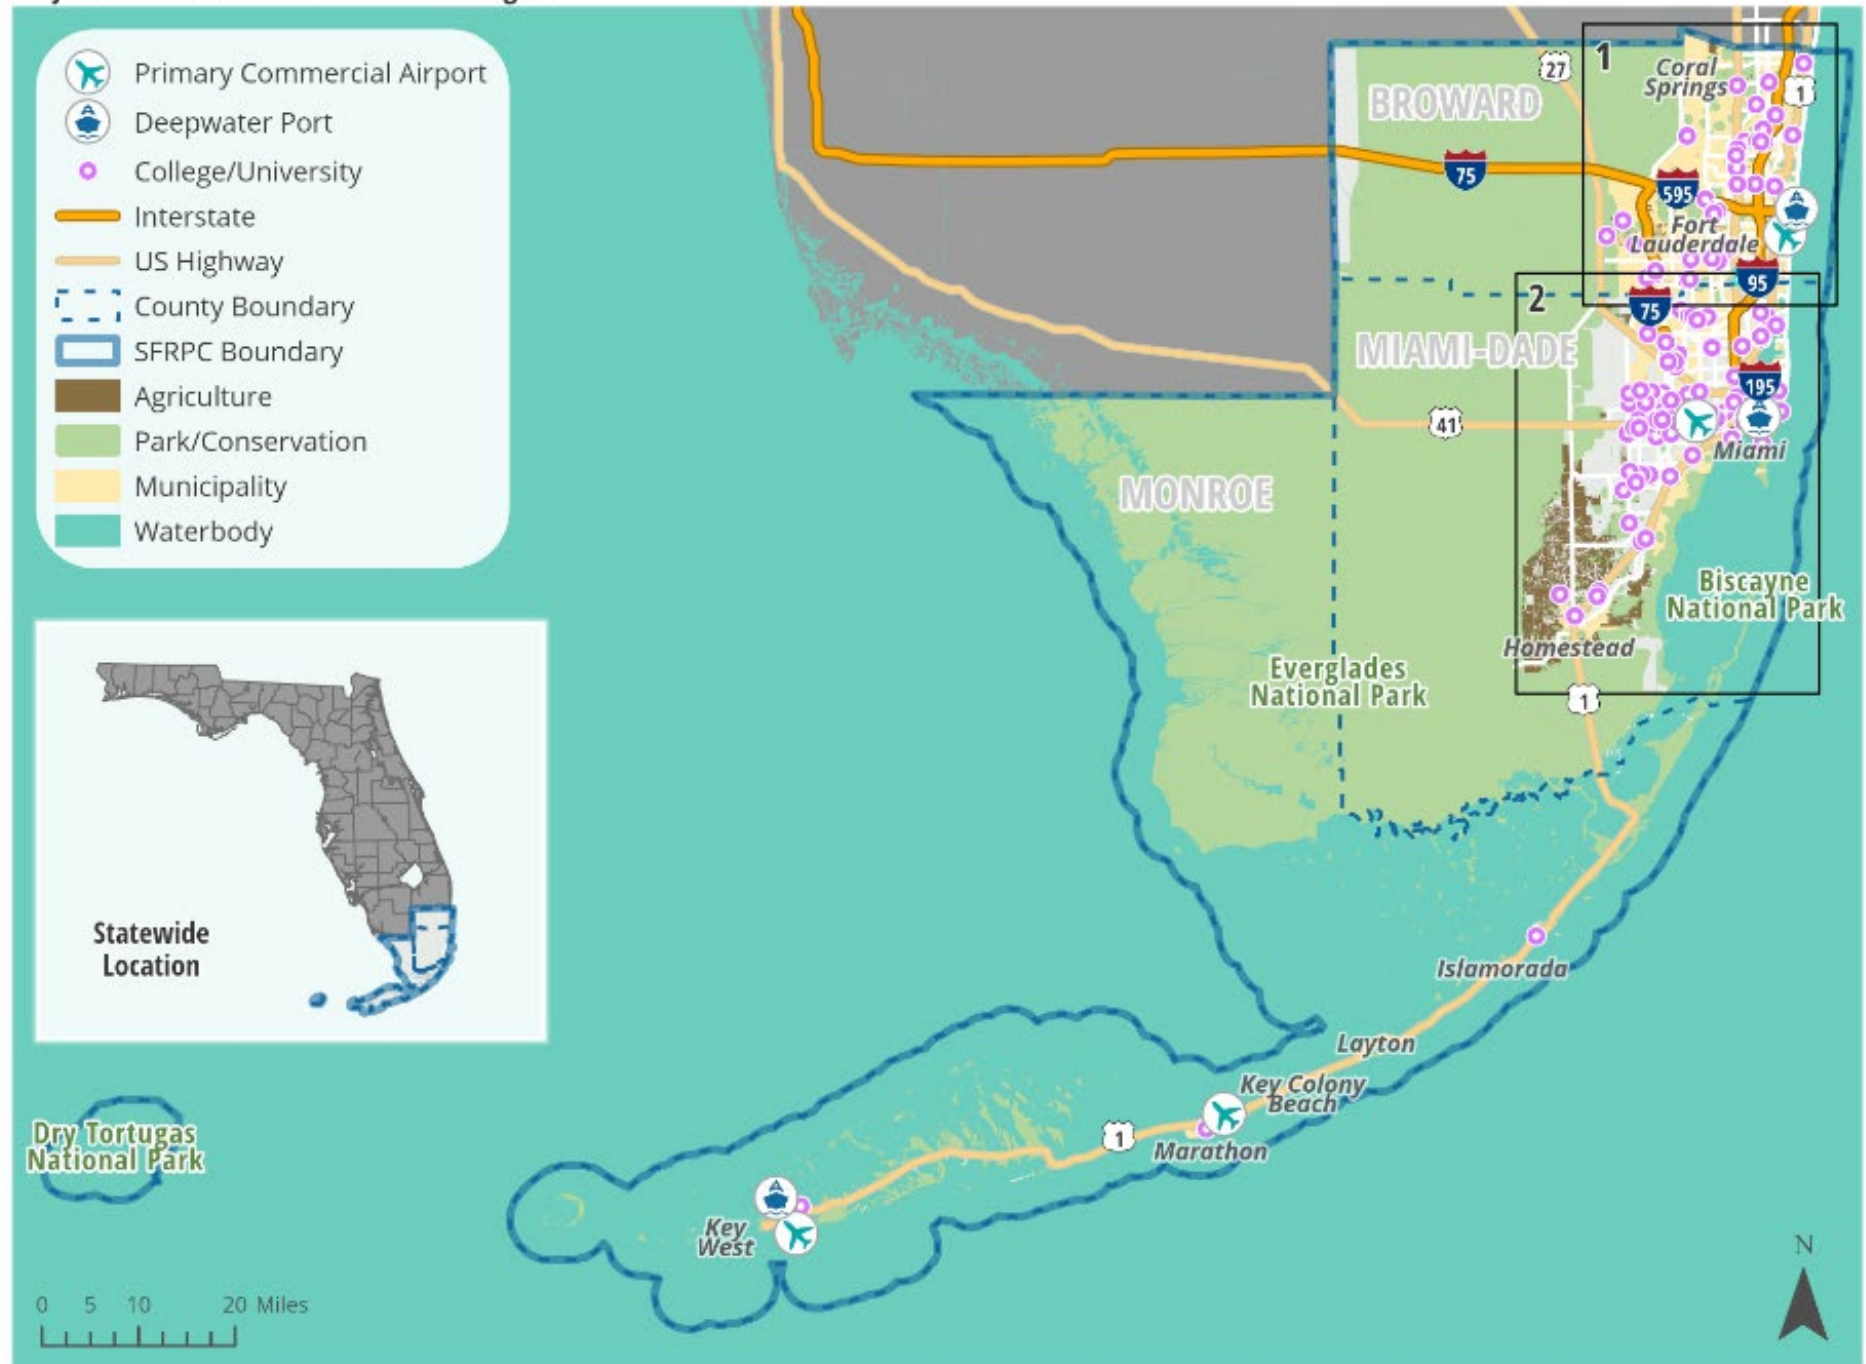 Primary Commercial Airport
Deepwater Port
College/University
Interstate
US Highway
County Boundary
SFRPC Boundary
Agriculture
Park/Conservation
Municipality
Waterbody
Statewide
Location
27
1
Coral
Springs
1
BROWARD
75
595
Fort
Lauderdale
95
2
75
MIAMI-DADE
195
41
Miami
MONROE
Biscayne
National Park
Homestead
Everglades
National Park
1
Islamorada
Layton
Key Colony
Beach
1
Marathon
Dry Tortugas
National Park
Key
West
N
0 5 10 20 Miles